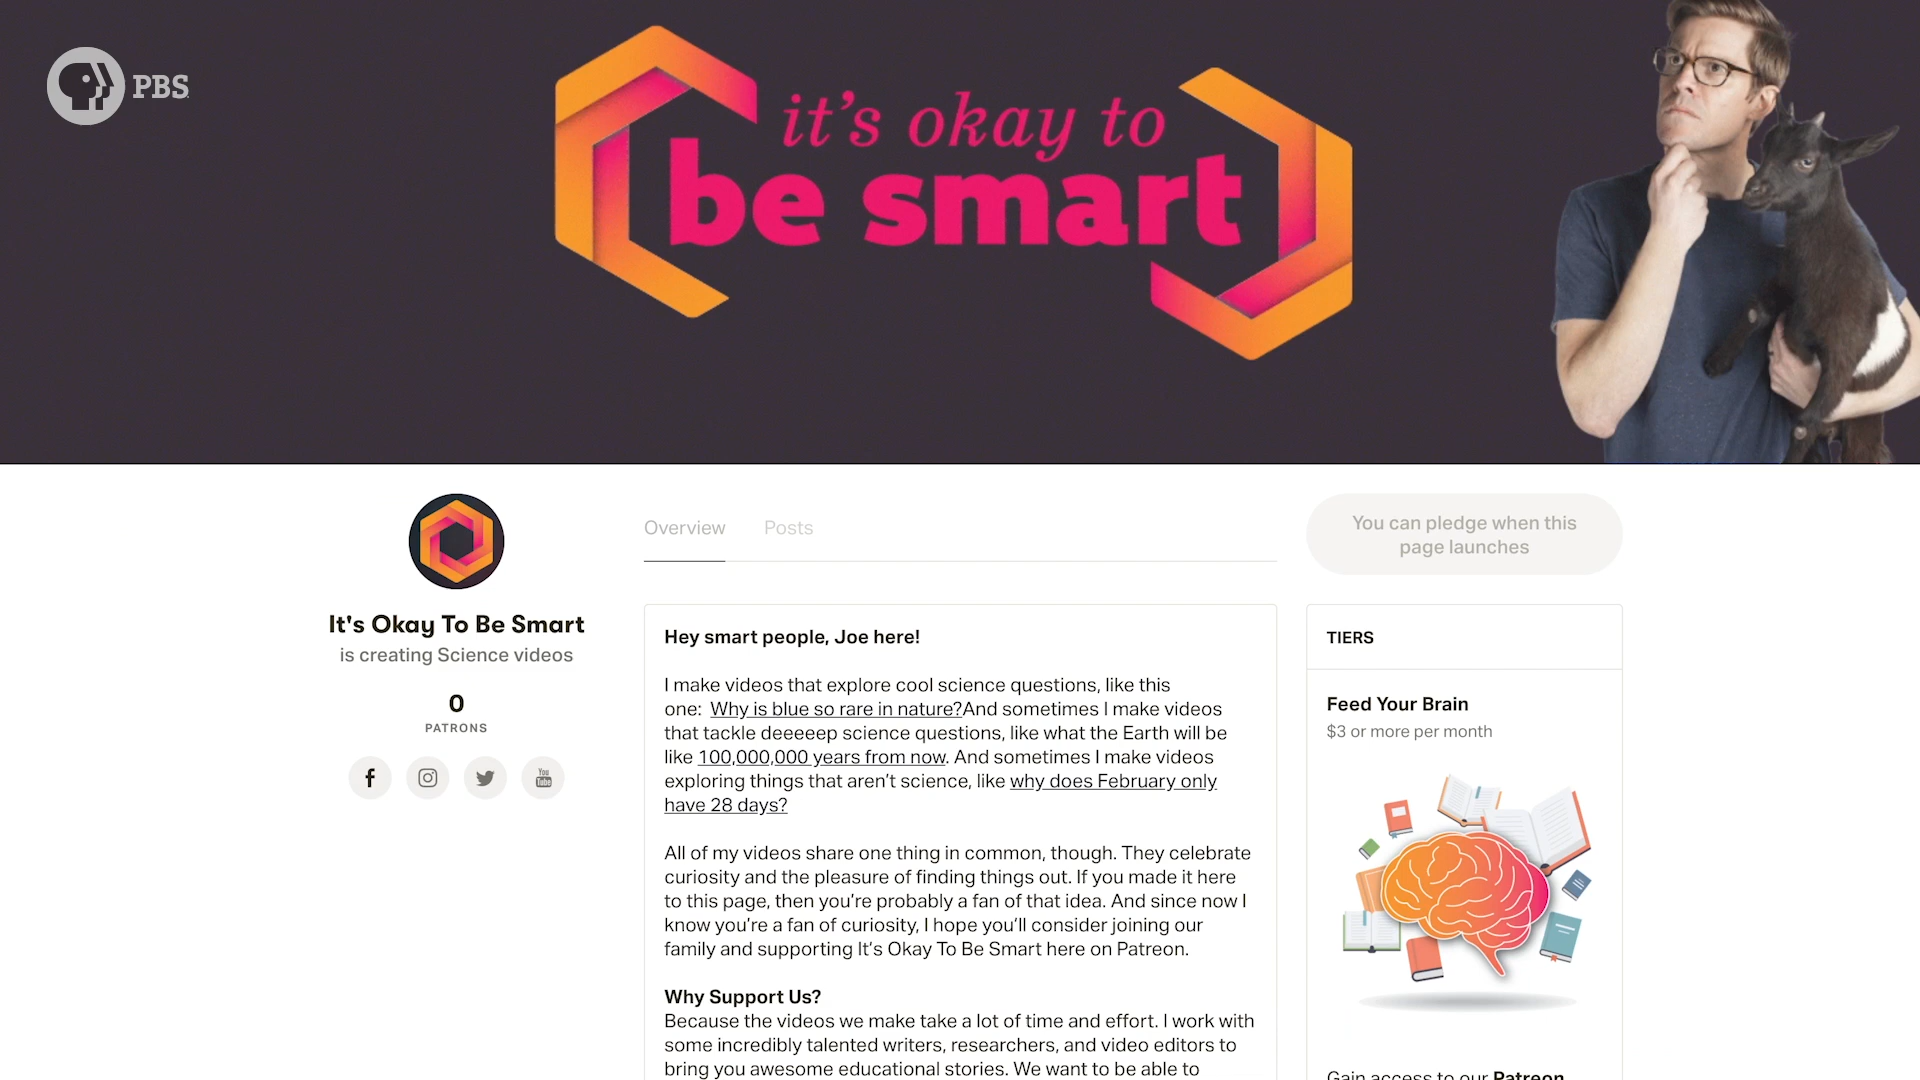 PBS
it's okay to
be smart
Overview
Posts
You can pledge when this
page launches
It's Okay To Be Smart
is creating Science videos
0
PATRONS
You
Tube
Hey smart people, Joe here!
I make videos that explore cool science questions, like this
one: Why is blue so rare in nature?And sometimes I make videos
that tackle deeeeep science questions, like what the Earth will be
like 100,000,000 years from now. And sometimes I make videos
exploring things that aren’t science, like why does February only
have 28 days?
All of my videos share one thing in common, though. They celebrate
curiosity and the pleasure of finding things out. If you made it here
to this page, then you’re probably a fan of that idea. And since now I
know you’re a fan of curiosity, I hope you’ll consider joining our
family and supporting It’s Okay To Be Smart here on Patreon.
Why Support Us?
Because the videos we make take a lot of time and effort. I work with
some incredibly talented writers, researchers, and video editors to
bring you awesome educational stories. We want to be able to
TIERS
Feed Your Brain
$3 or more per month
Gain access to our Patreon